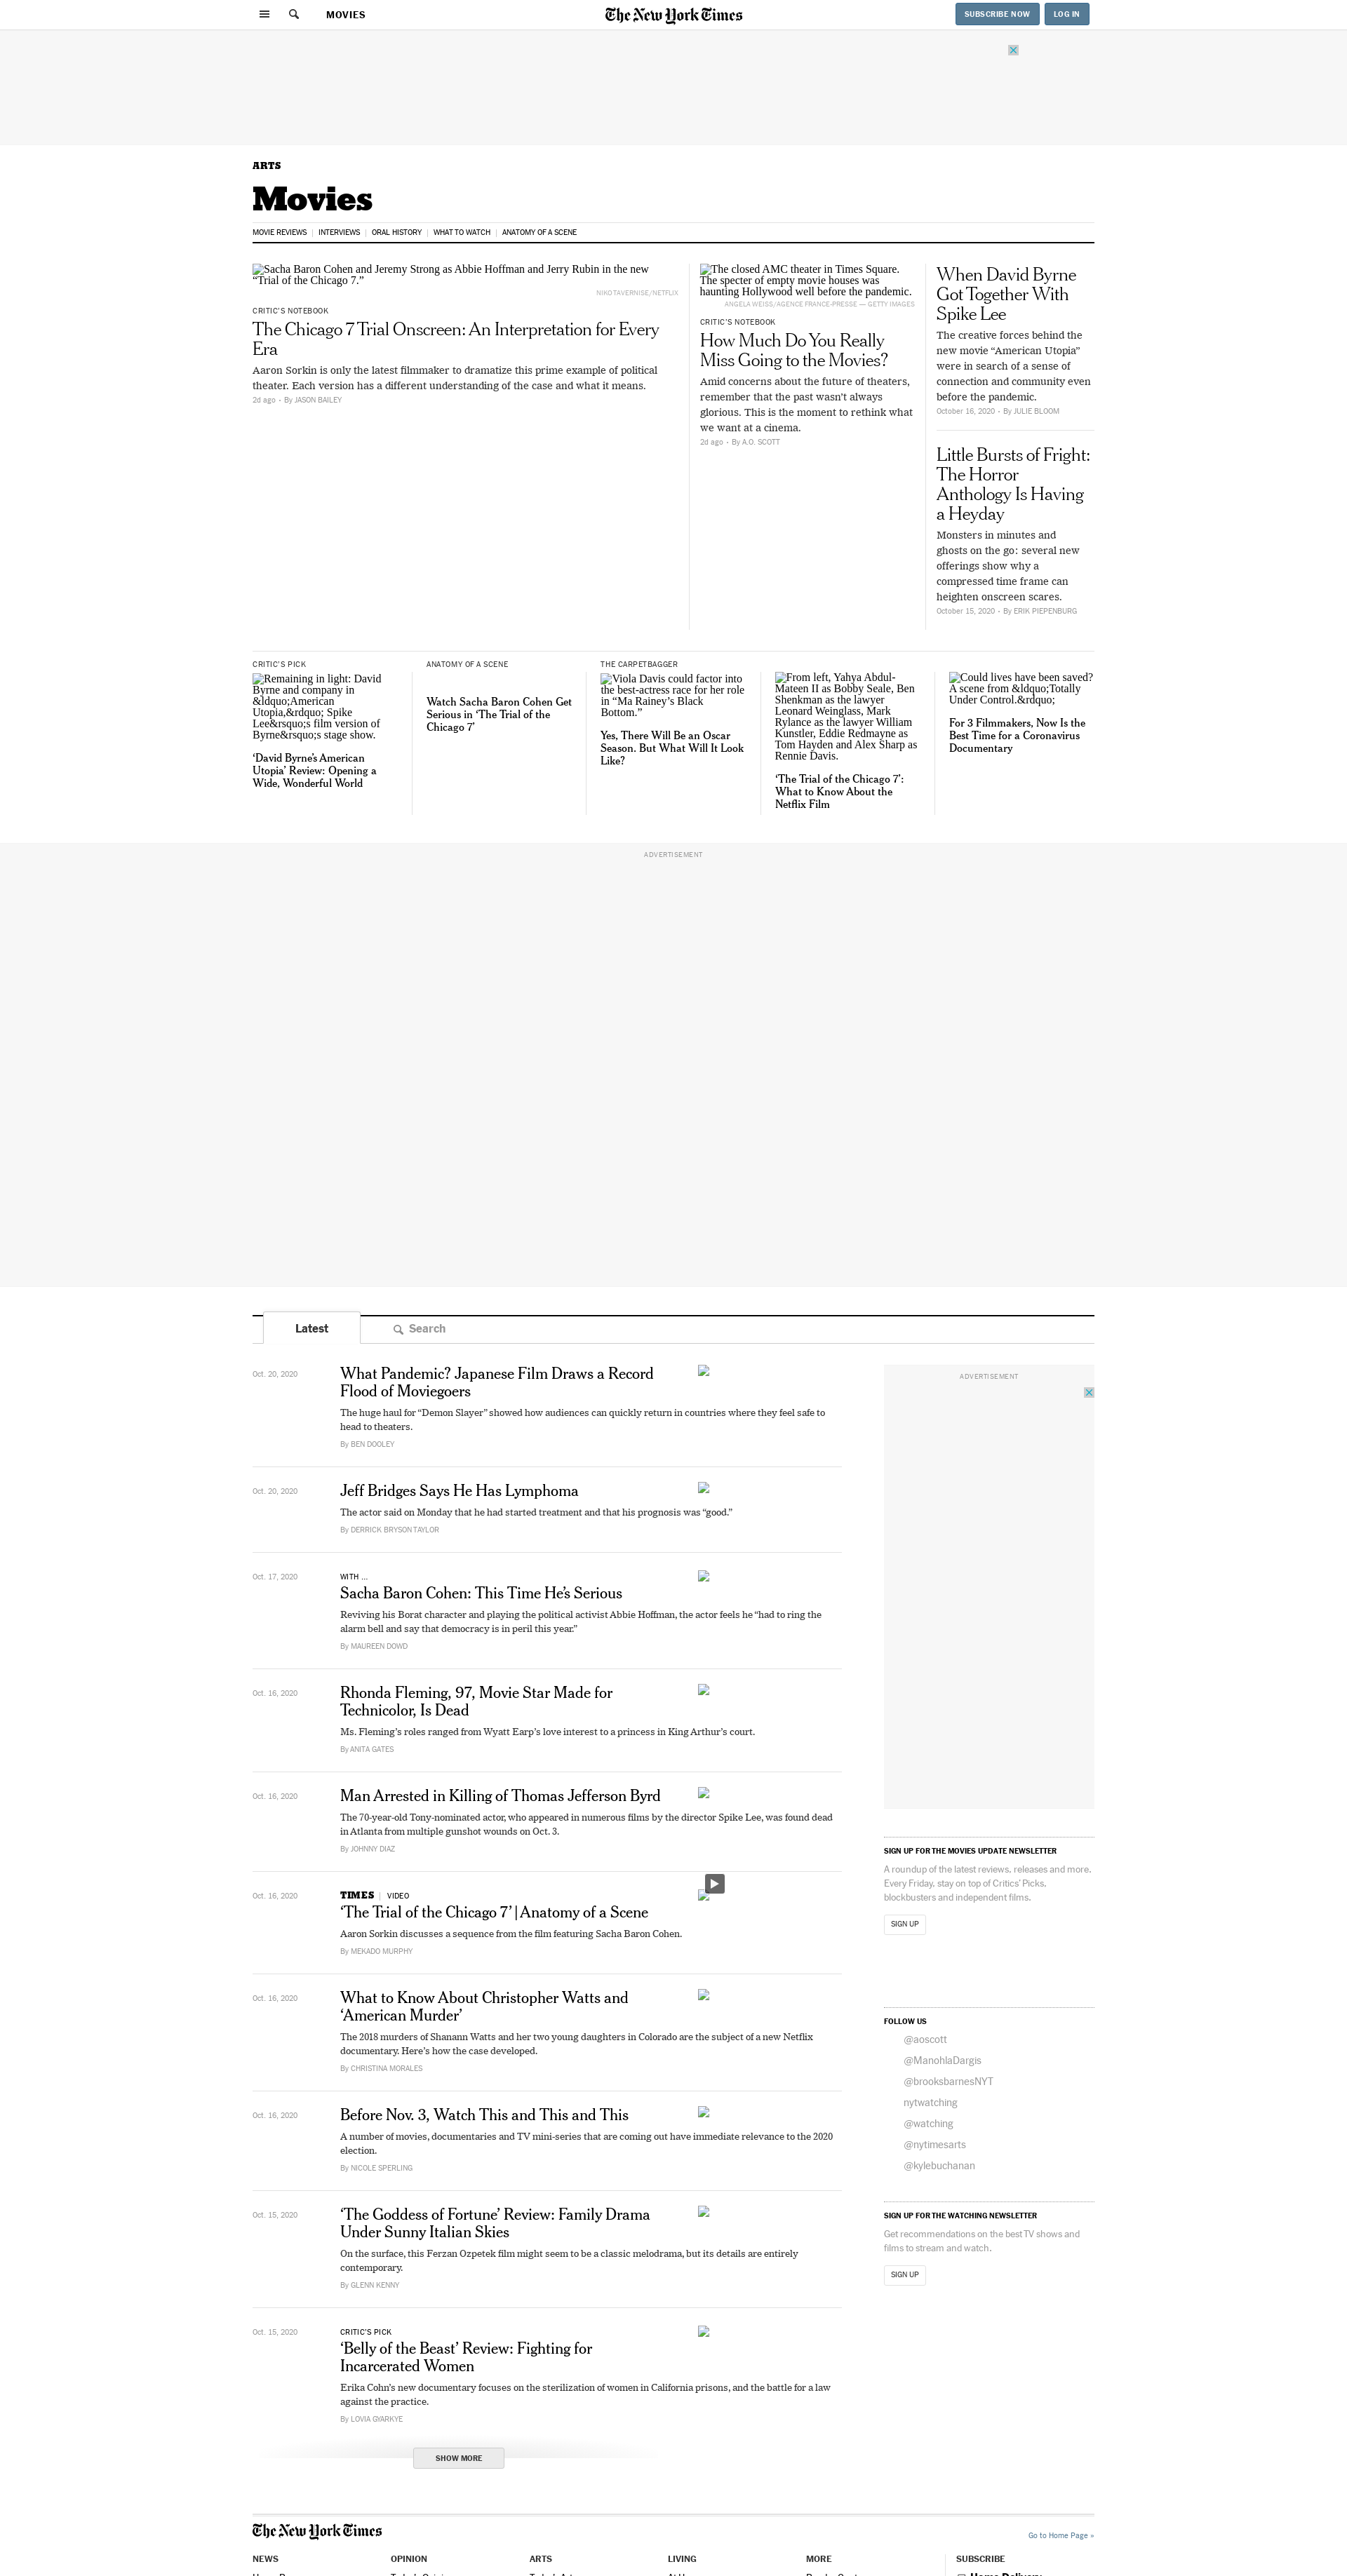 MOVIES
The New York Times
SUBSCRIBE NOW
LOG IN
ARTS
Movies
MOVIE REVIEWS | INTERVIEWS | ORAL HISTORY | WHAT TO WATCH | ANATOMY OF A SCENE
Sacha Baron Cohen and Jeremy Strong as Abbie Hoffman and Jerry Rubin in the new
“Trial of the Chicago 7.”
NIKO TAVERNISE/NETFLIX
CRITIC’S NOTEBOOK
The Chicago 7 Trial Onscreen: An Interpretation for Every
Era
Aaron Sorkin is only the latest filmmaker to dramatize this prime example of political
theater. Each version has a different understanding of the case and what it means.
2d ago • By JASON BAILEY
The closed AMC theater in Times Square.
The specter of empty movie houses was
haunting Hollywood well before the pandemic.
ANGELA WEISS/AGENCE FRANCE-PRESSE — GETTY IMAGES
CRITIC’S NOTEBOOK
How Much Do You Really
Miss Going to the Movies?
Amid concerns about the future of theaters,
remember that the past wasn’t always
glorious. This is the moment to rethink what
we want at a cinema.
2d ago • By A.O. SCOTT
When David Byrne
Got Together With
Spike Lee
The creative forces behind the
new movie “American Utopia”
were in search of a sense of
connection and community even
before the pandemic.
October 16, 2020 • By JULIE BLOOM
Little Bursts of Fright:
The Horror
Anthology Is Having
a Heyday
Monsters in minutes and
ghosts on the go: several new
offerings show why a
compressed time frame can
heighten onscreen scares.
October 15, 2020 • By ERIK PIEPENBURG
CRITIC’S PICK
Remaining in light: David
Byrne and company in
&ldquo;American
Utopia,&rdquo; Spike
Lee&rsquo;s film version of
Byrne&rsquo;s stage show.
‘David Byrne’s American
Utopia’ Review: Opening a
Wide, Wonderful World
ANATOMY OF A SCENE
Watch Sacha Baron Cohen Get
Serious in ‘The Trial of the
Chicago 7’
THE CARPETBAGGER
Viola Davis could factor into
the best-actress race for her role
in “Ma Rainey’s Black
Bottom.”
Yes, There Will Be an Oscar
Season. But What Will It Look
Like?
From left, Yahya Abdul-
Mateen II as Bobby Seale, Ben
Shenkman as the lawyer
Leonard Weinglass, Mark
Rylance as the lawyer William
Kunstler, Eddie Redmayne as
Tom Hayden and Alex Sharp as
Rennie Davis.
‘The Trial of the Chicago 7’:
What to Know About the
Netflix Film
Could lives have been saved?
A scene from &ldquo;Totally
Under Control.&rdquo;
For 3 Filmmakers, Now Is the
Best Time for a Coronavirus
Documentary
ADVERTISEMENT
Latest
Search
Oct. 20, 2020
What Pandemic? Japanese Film Draws a Record
Flood of Moviegoers
The huge haul for “Demon Slayer” showed how audiences can quickly return in countries where they feel safe to
head to theaters.
By BEN DOOLEY
Oct. 20, 2020
Jeff Bridges Says He Has Lymphoma
The actor said on Monday that he had started treatment and that his prognosis was “good.”
By DERRICK BRYSON TAYLOR
Oct. 17, 2020
WITH ...
Sacha Baron Cohen: This Time He’s Serious
Reviving his Borat character and playing the political activist Abbie Hoffman, the actor feels he “had to ring the
alarm bell and say that democracy is in peril this year.”
By MAUREEN DOWD
Oct. 16, 2020
Rhonda Fleming, 97, Movie Star Made for
Technicolor, Is Dead
Ms. Fleming’s roles ranged from Wyatt Earp’s love interest to a princess in King Arthur’s court.
By ANITA GATES
Oct. 16, 2020
Man Arrested in Killing of Thomas Jefferson Byrd
The 70-year-old Tony-nominated actor, who appeared in numerous films by the director Spike Lee, was found dead
in Atlanta from multiple gunshot wounds on Oct. 3.
By JOHNNY DIAZ
Oct. 16, 2020
TIMES | VIDEO
‘The Trial of the Chicago 7’ | Anatomy of a Scene
Aaron Sorkin discusses a sequence from the film featuring Sacha Baron Cohen.
By MEKADO MURPHY
Oct. 16, 2020
What to Know About Christopher Watts and
‘American Murder’
The 2018 murders of Shanann Watts and her two young daughters in Colorado are the subject of a new Netflix
documentary. Here’s how the case developed.
By CHRISTINA MORALES
Oct. 16, 2020
Before Nov. 3, Watch This and This and This
A number of movies, documentaries and TV mini-series that are coming out have immediate relevance to the 2020
election.
By NICOLE SPERLING
Oct. 15, 2020
‘The Goddess of Fortune’ Review: Family Drama
Under Sunny Italian Skies
On the surface, this Ferzan Ozpetek film might seem to be a classic melodrama, but its details are entirely
contemporary.
By GLENN KENNY
Oct. 15, 2020
CRITIC’S PICK
‘Belly of the Beast’ Review: Fighting for
Incarcerated Women
Erika Cohn’s new documentary focuses on the sterilization of women in California prisons, and the battle for a law
against the practice.
By LOVIA GYARKYE
SHOW MORE
ADVERTISEMENT
SIGN UP FOR THE MOVIES UPDATE NEWSLETTER
A roundup of the latest reviews, releases and more.
Every Friday, stay on top of Critics’ Picks,
blockbusters and independent films.
SIGN UP
FOLLOW US
@aoscott
@ManohlaDargis
@brooksbarnesNYT
nytwatching
@watching
@nytimesarts
@kylebuchanan
SIGN UP FOR THE WATCHING NEWSLETTER
Get recommendations on the best TV shows and
films to stream and watch.
SIGN UP
The New York Times
Go to Home Page »
NEWS
OPINION
ARTS
LIVING
MORE
SUBSCRIBE